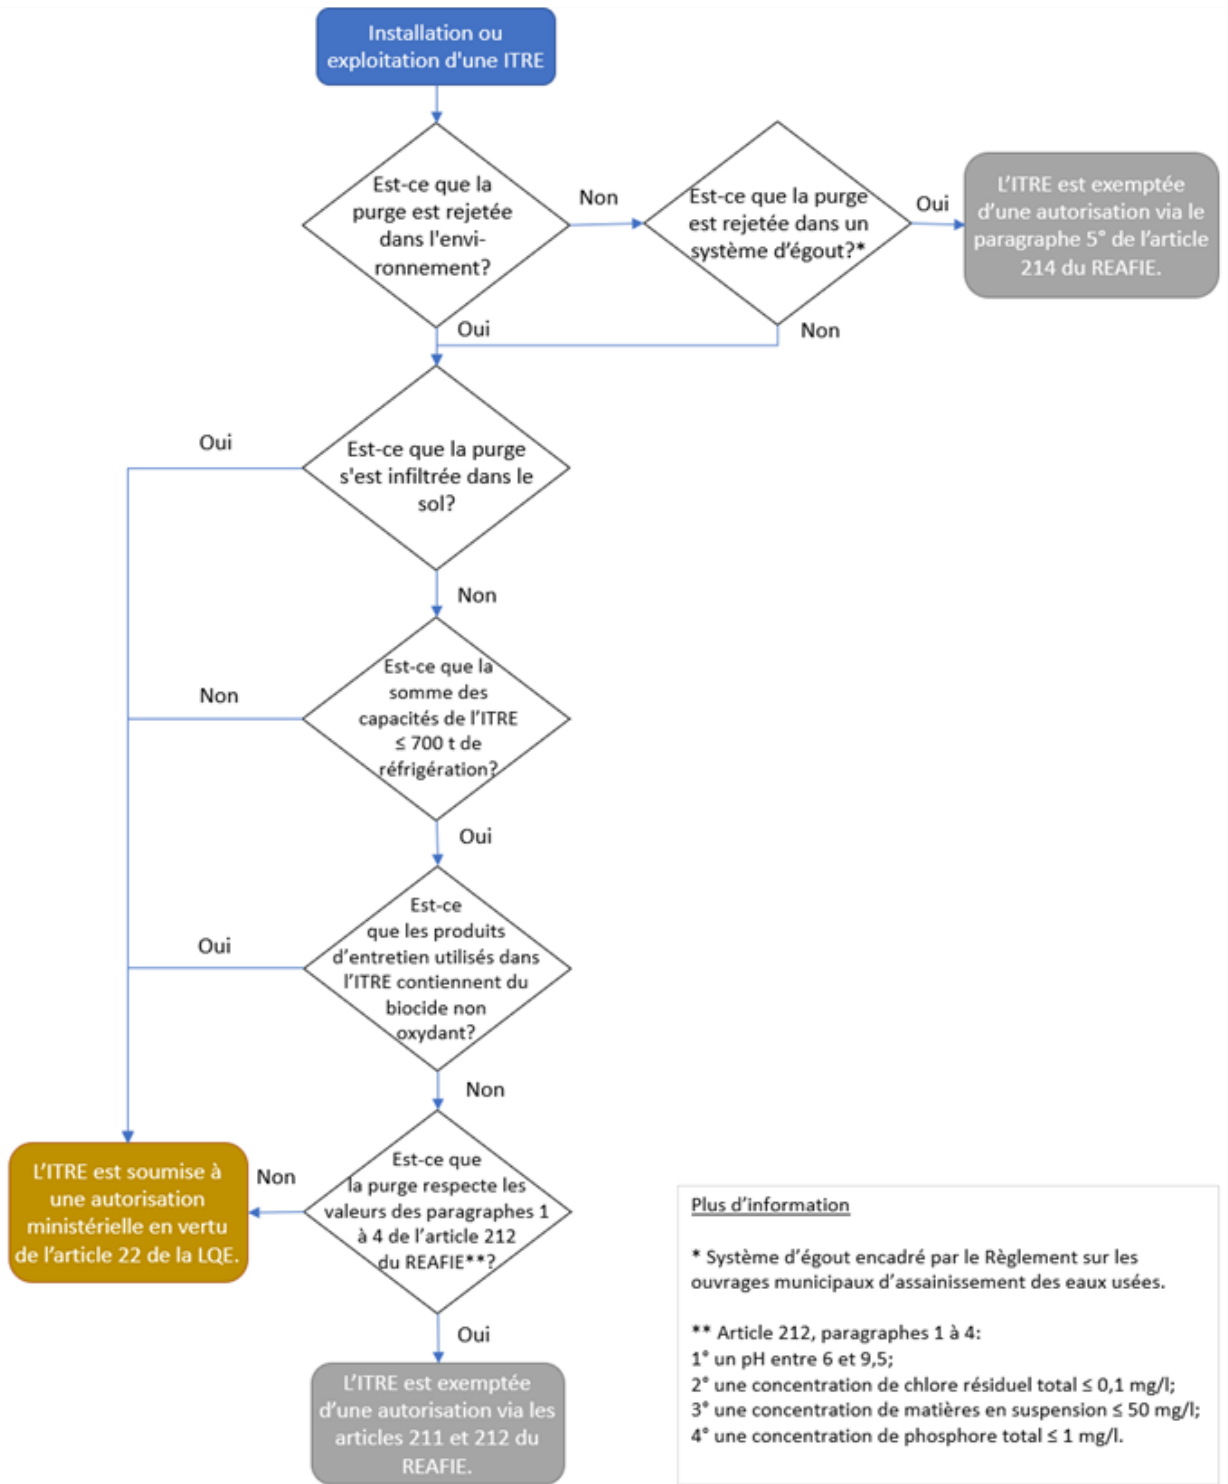 Installation ou
exploitation d'une ITRE
Est-ce que la
purge est rejetée
dans l'envi-
ronnement?
Non
Est-ce que la purge
est rejetée dans un
système d'égout?*
Oui
L'ITRE est exemptée
d'une autorisation via le
paragraphe 5° de l'article
214 du REAFIE.
Oui
Non
Oui
Est-ce que la purge
s'est infiltrée dans le
sol?
Non
Non
Est-ce que la
somme des
capacités de l'ITRE
≤ 700 t de
réfrigération?
Oui
Oui
Est-ce
que les produits
d'entretien utilisés dans
l'ITRE contiennent du
biocide non
oxydant?
Non
L'ITRE est soumise à
une autorisation
ministérielle en vertu
de l'article 22 de la LQE.
Non
Est-ce que
la purge respecte les
valeurs des paragraphes 1
à 4 de l'article 212
du REAFIE**?
Oui
L'ITRE est exemptée
d'une autorisation via les
articles 211 et 212 du
REAFIE.
Plus d'information
* Système d'égout encadré par le Règlement sur les
ouvrages municipaux d'assainissement des eaux usées.
** Article 212, paragraphes 1 à 4:
1° un pH entre 6 et 9,5;
2° une concentration de chlore résiduel total ≤ 0,1 mg/l;
3° une concentration de matières en suspension ≤ 50 mg/l;
4° une concentration de phosphore total ≤ 1 mg/l.